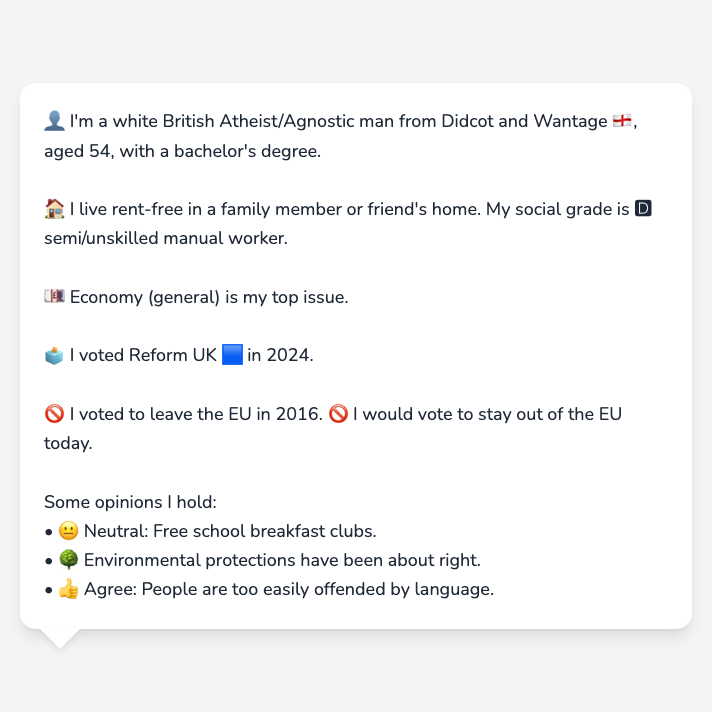 👤 I'm a white British Atheist/Agnostic man from Didcot and Wantage 🏴󠁧󠁢󠁥󠁮󠁧󠁿,
aged 54, with a bachelor's degree.
🏠 I live rent-free in a family member or friend's home. My social grade is 🅳
semi/unskilled manual worker.
💷 Economy (general) is my top issue.
🗳️ I voted Reform UK 🟦 in 2024.
🚫 I voted to leave the EU in 2016. 🚫 I would vote to stay out of the EU
today.
Some opinions I hold:
• 😐 Neutral: Free school breakfast clubs.
• 🌳 Environmental protections have been about right.
• 👍 Agree: People are too easily offended by language.